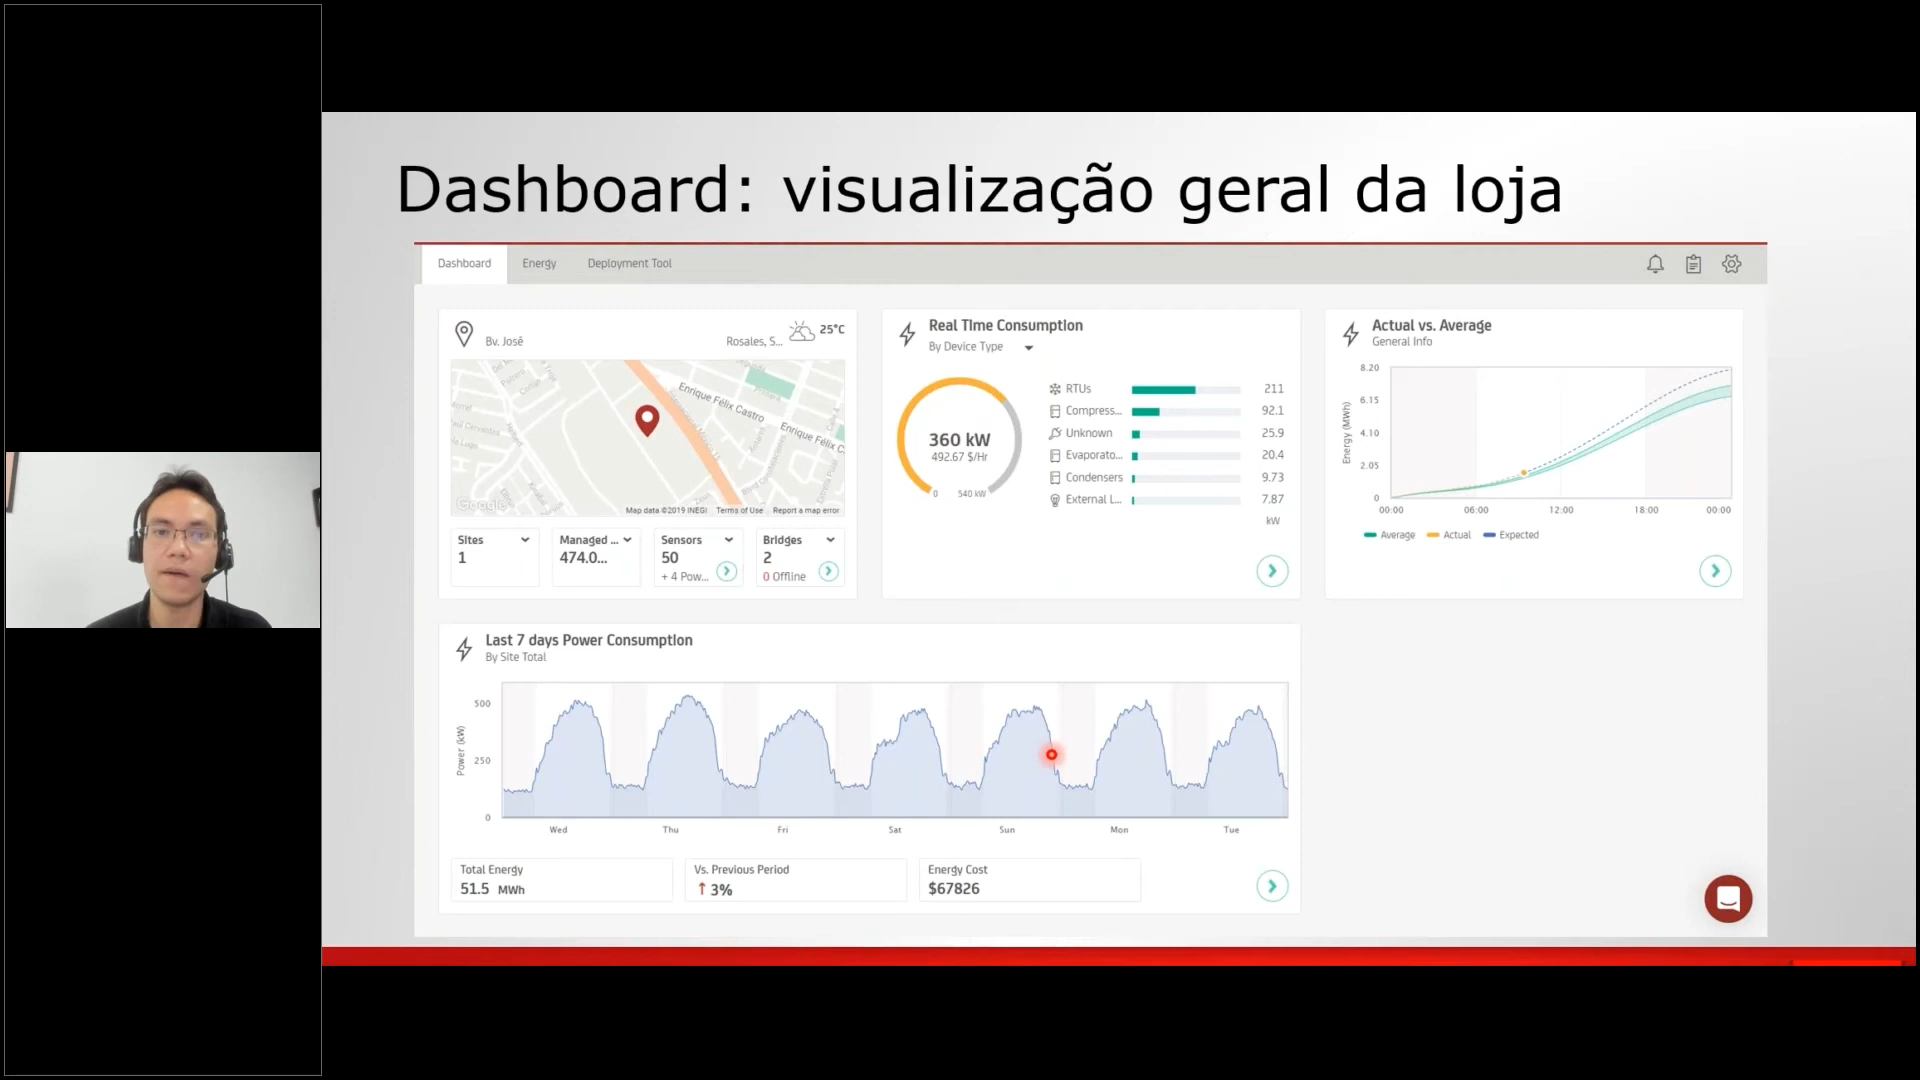 Dashboard: visualização geral da loja
Dashboard
Energy
Deployment Tool
Bv. José
Rosales, S...
25°C
Enrique Félix Castro
Enrique Félix C
Google
Map data ©2019 INEGI
Terms of Use
Report a map error
Sites
1
Managed ...
474.0...
Sensors
50
+ 4 Pow...
Bridges
2
0 Offline
Real Time Consumption
By Device Type
360 kW
492.67 $/Hr
0
540 kW
RTUs 211
Compress... 92.1
Unknown 25.9
Evaporato... 20.4
Condensers 9.73
External L... 7.87
kW
Actual vs. Average
General Info
Energy (MWh)
8.20
6.15
4.10
2.05
0
00:00 06:00 12:00 18:00 00:00
Average Actual Expected
Last 7 days Power Consumption
By Site Total
Power (kW)
500
250
0
Wed Thu Fri Sat Sun Mon Tue
Total Energy
51.5 MWh
Vs. Previous Period
↑ 3%
Energy Cost
$67826